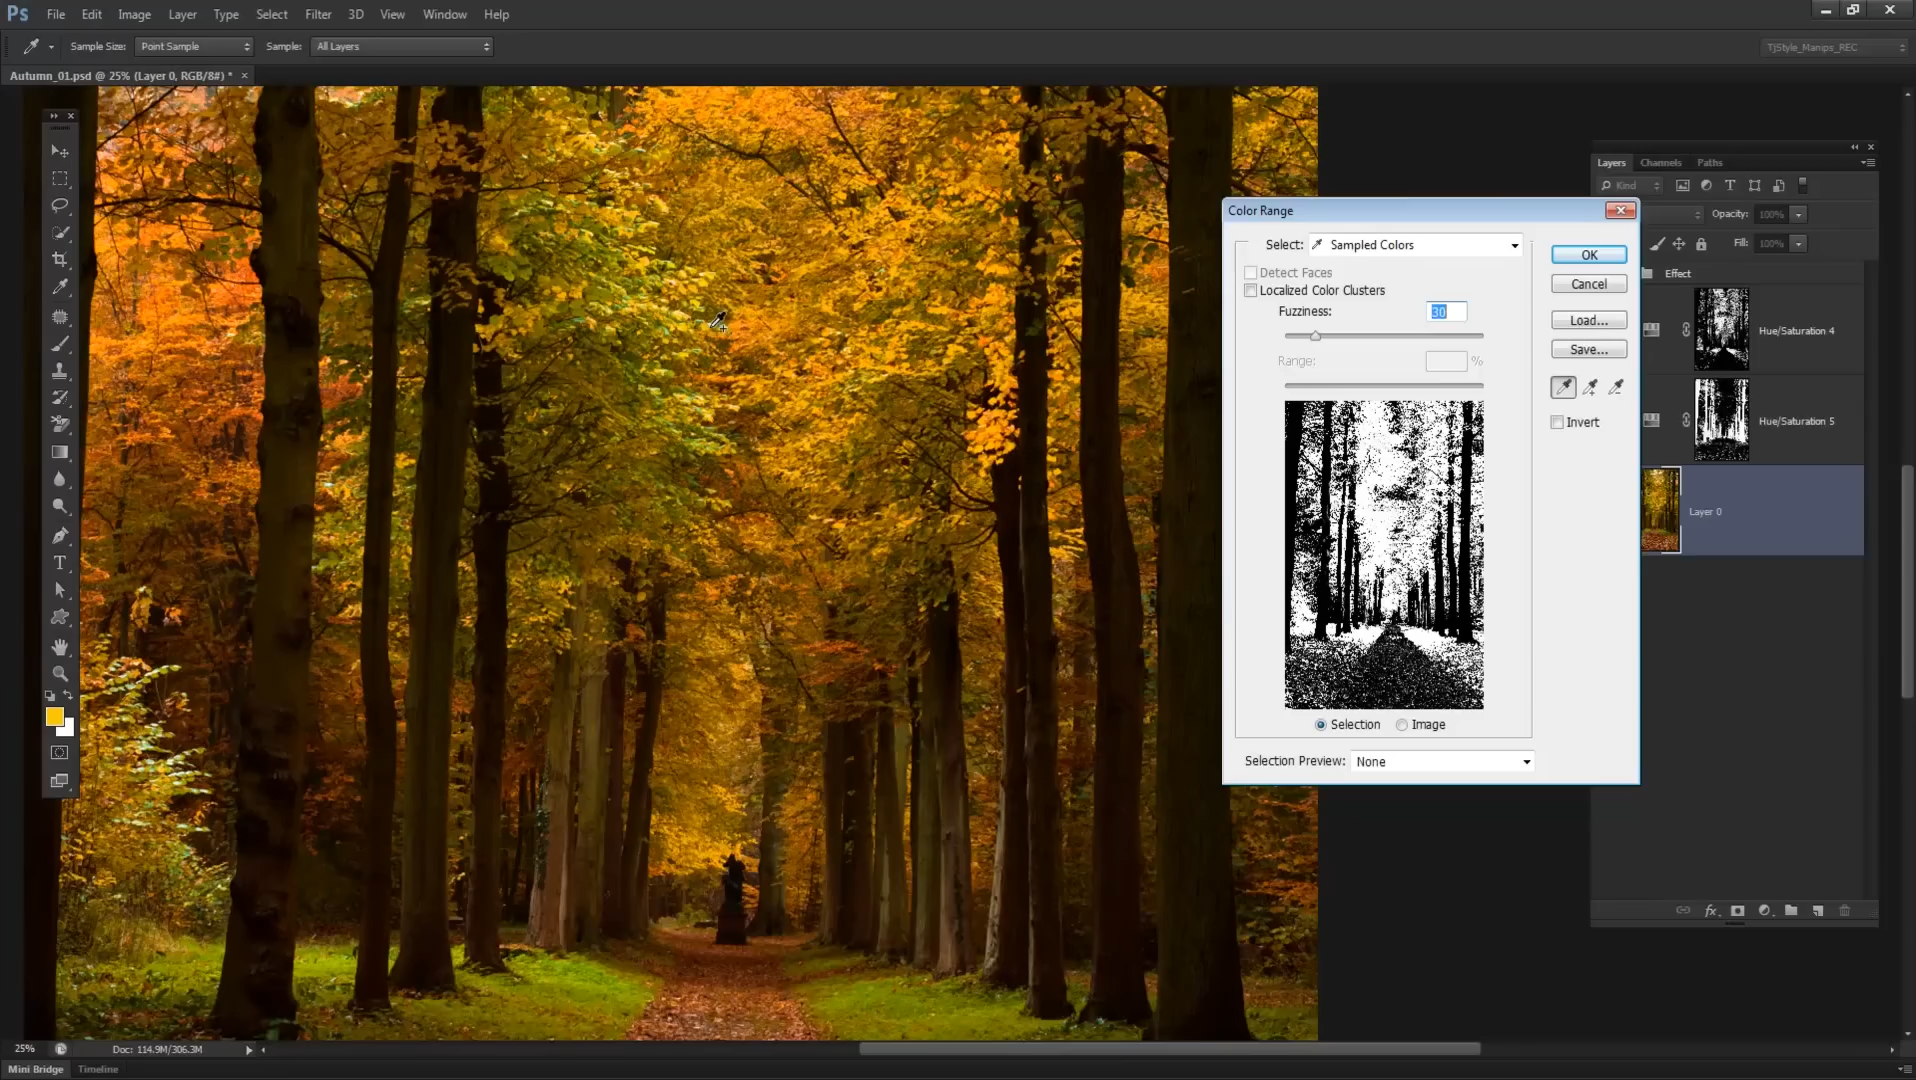 Ps File Edit Image Layer Type Select Filter 3D View Window Help
Sample Size: Point Sample Sample: All Layers TjStyle_Manips_REC
Autumn_01.psd @ 25% (Layer 0, RGB/8#) * ×
Layers Channels Paths
Kind
Opacity: 100%
Fill: 100%
Effect
Hue/Saturation 4
Hue/Saturation 5
Layer 0
fx
T
Color Range
Select: Sampled Colors
Detect Faces
Localized Color Clusters
Fuzziness: 30
Range: %
OK
Cancel
Load...
Save...
Invert
Selection Image
Selection Preview: None
25% Doc: 114.9M/306.3M
Mini Bridge Timeline